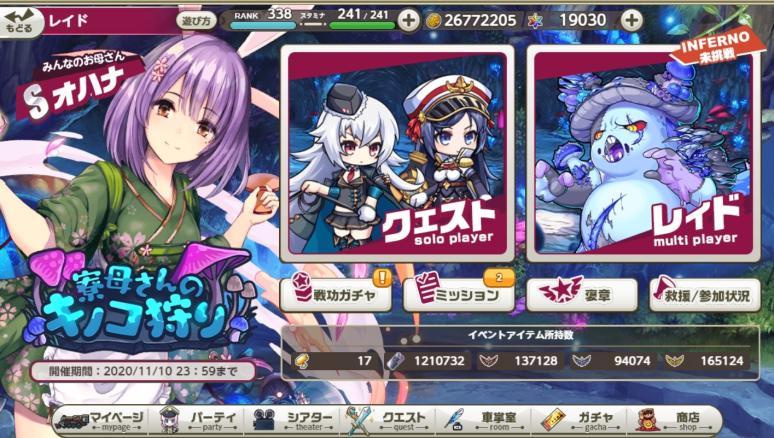 もどる
レイド
遊び方
RANK 338
スタミナ 241/241
26772205
19030
みんなのお母さん
Sオハナ
INFERNO
未挑戦
クエスト
solo player
レイド
multi player
寮母さんの
キノコ狩り
開催期間:2020/11/10 23:59まで
戦功ガチャ
!
ミッション
2
褒章
救援/参加状況
イベントアイテム所持数
17
1210732
137128
94074
165124
マイページ
mypage
パーティ
party
シアター
theater
クエスト
quest
車掌室
room
ガチャ
gacha
商店
shop